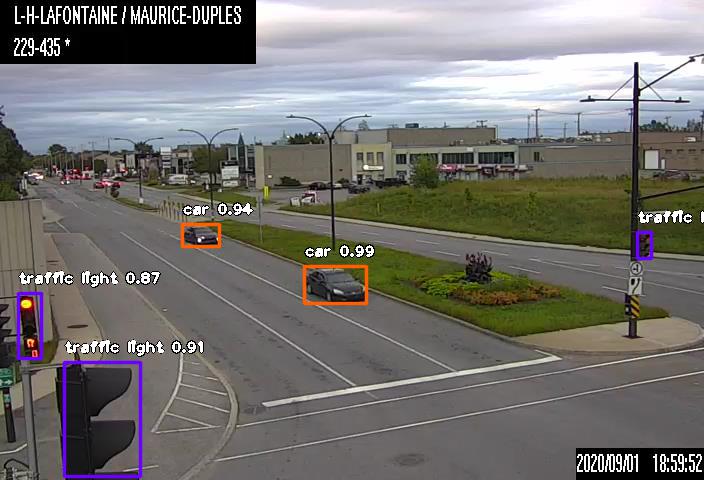 L-H-LAFONTAINE / MAURICE-DUPLES
229-435 *
car 0.94
traffic l
car 0.99
traffic light 0.87
traffic light 0.91
2020/09/01 18:59:52